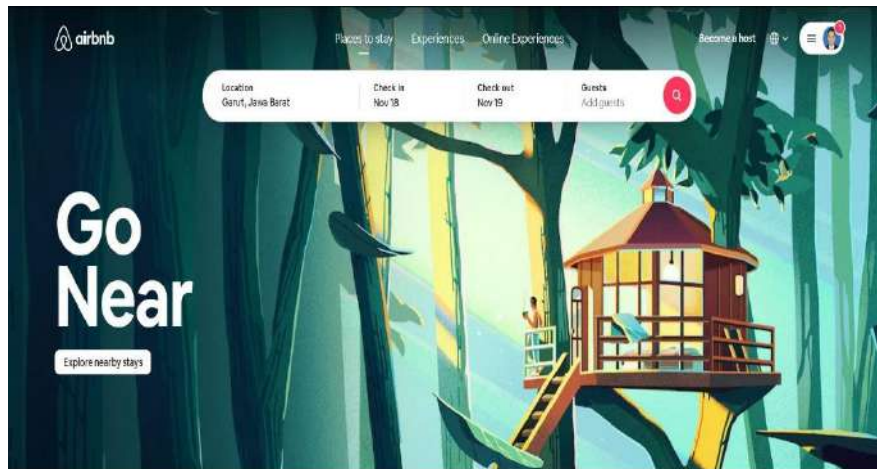 airbnb
Places to stay Experiences Online Experiences
Become a host
Location Check in Check out Guests
Garut, Jawa Barat Nov 18 Nov 19 Add guests
Go
Near
Explore nearby stays